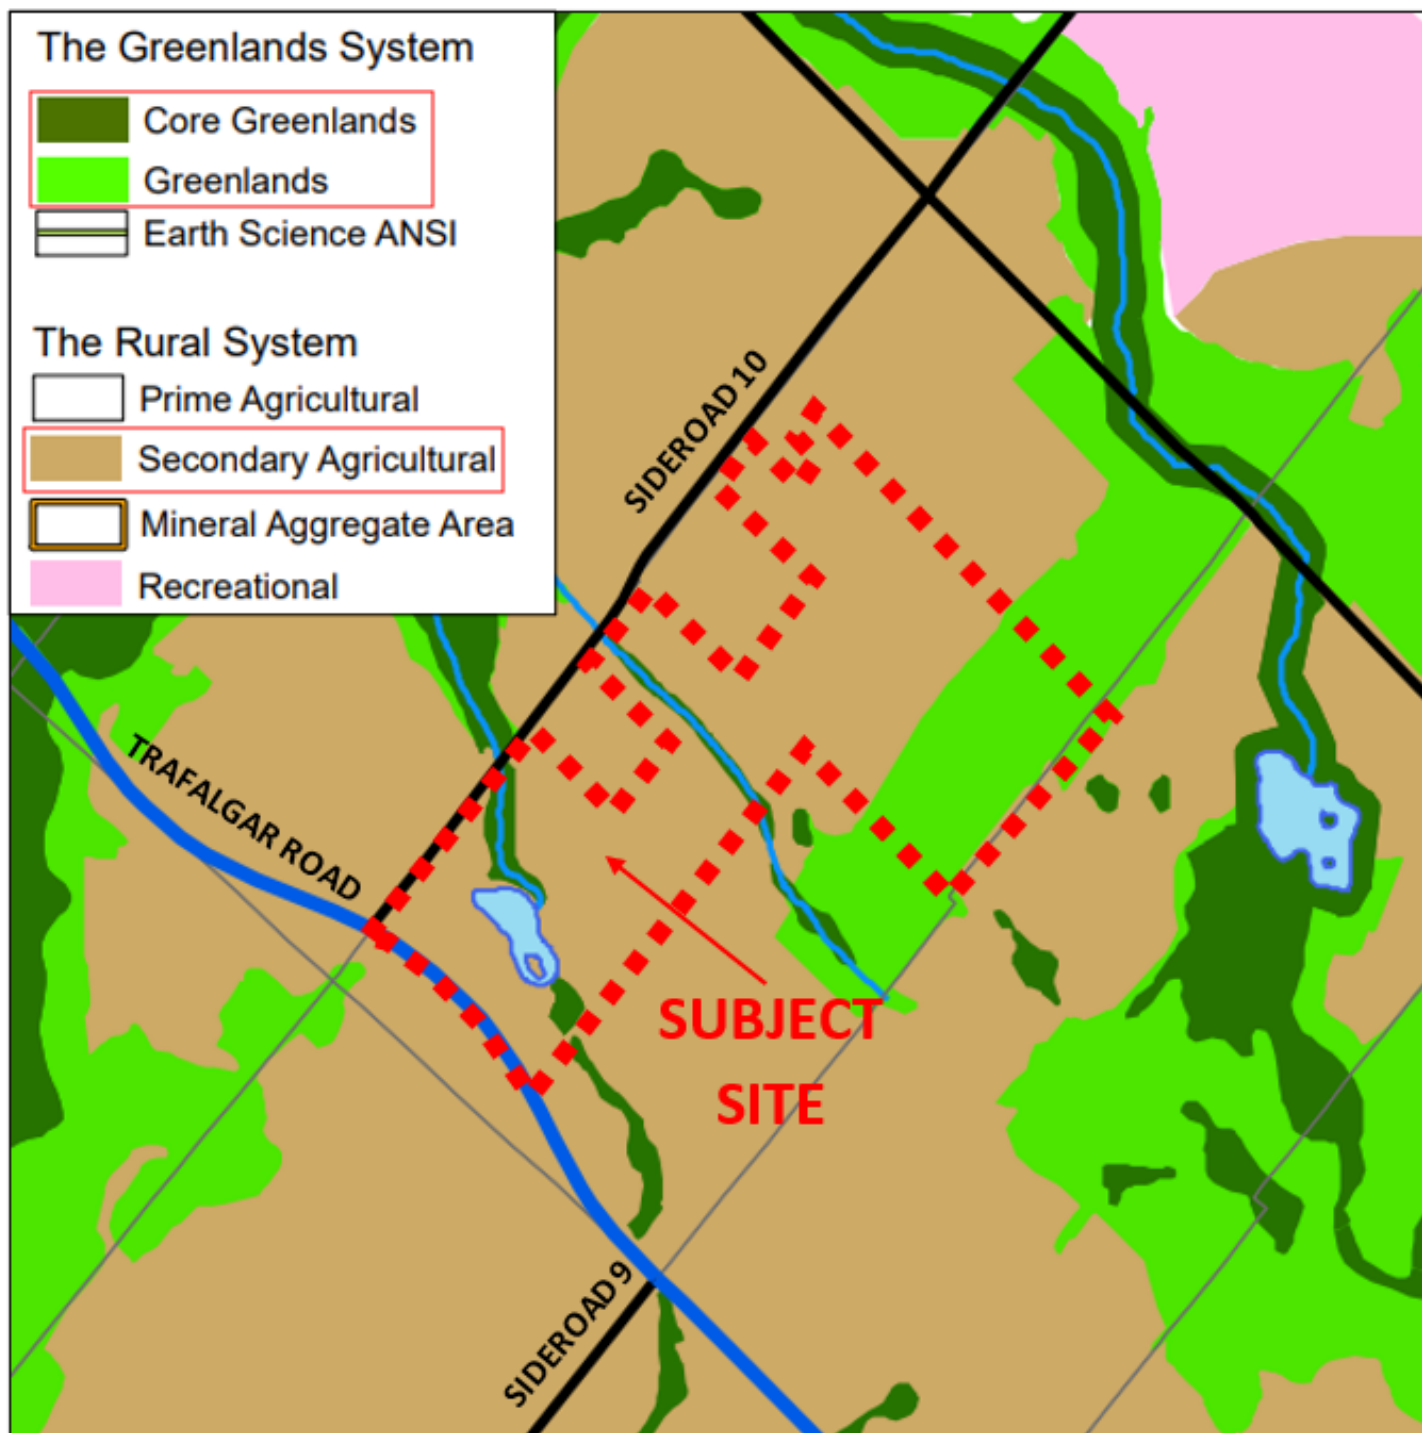 The Greenlands System
Core Greenlands
Greenlands
Earth Science ANSI
The Rural System
Prime Agricultural
Secondary Agricultural
Mineral Aggregate Area
Recreational
SIDEROAD 10
TRAFALGAR ROAD
SUBJECT
SITE
SIDEROAD 9